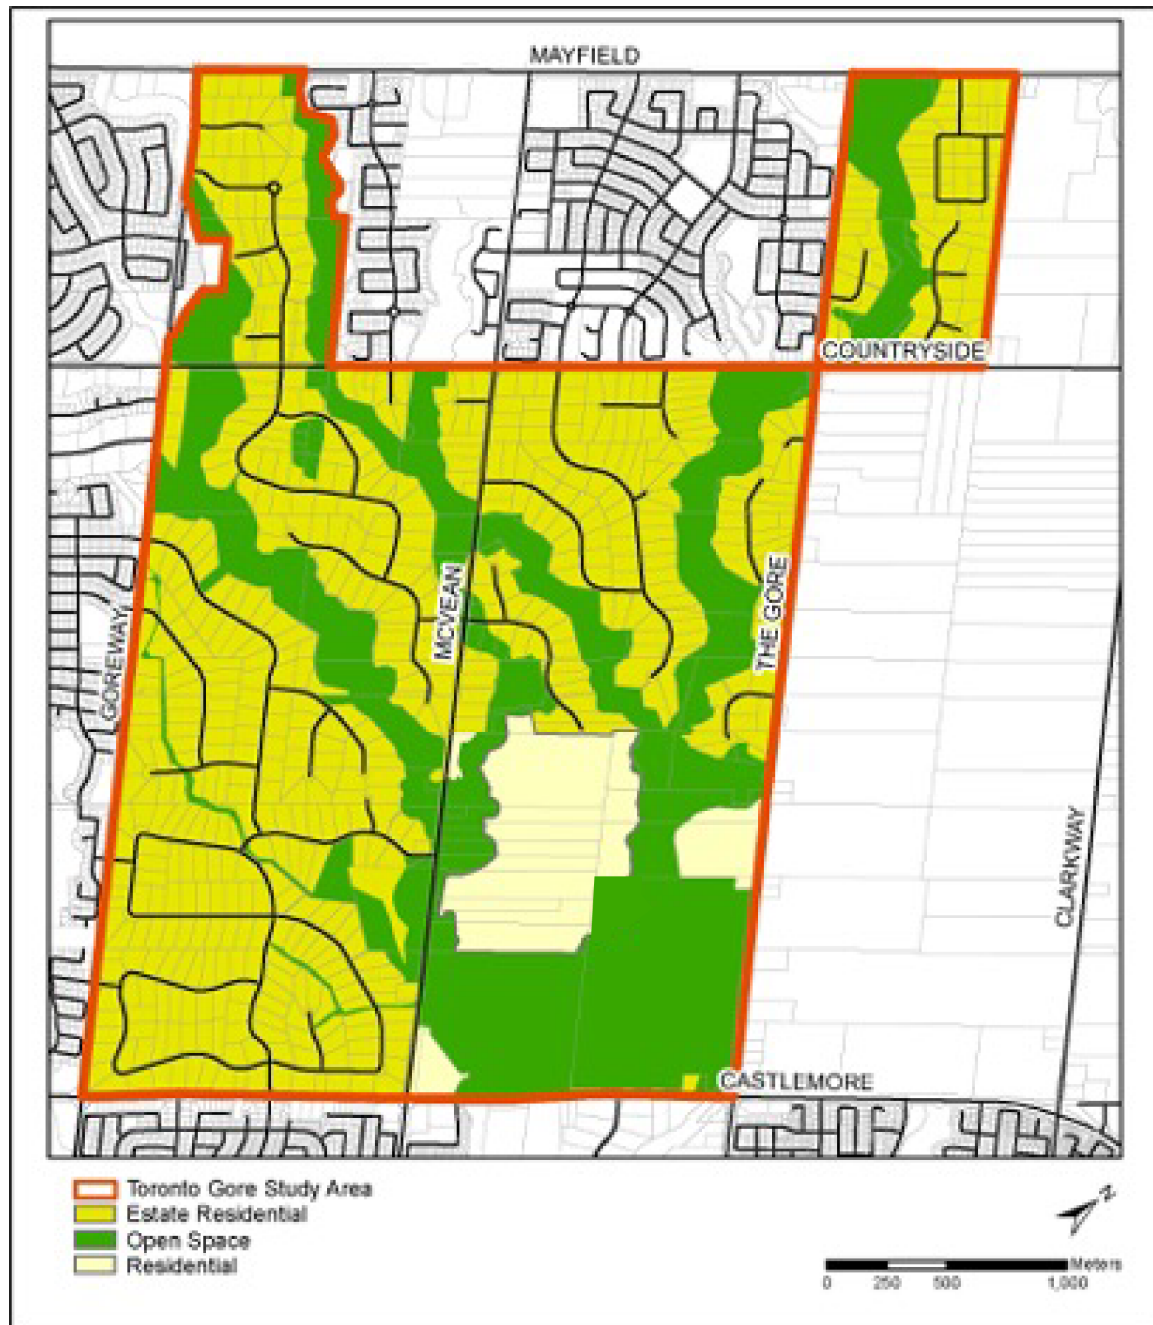 MAYFIELD
COUNTRYSIDE
MCVEAN
THE GORE
GOREWAY
CLARKWAY
CASTLEMORE
Toronto Gore Study Area
Estate Residential
Open Space
Residential
N
Meters
0 250 500 1,000